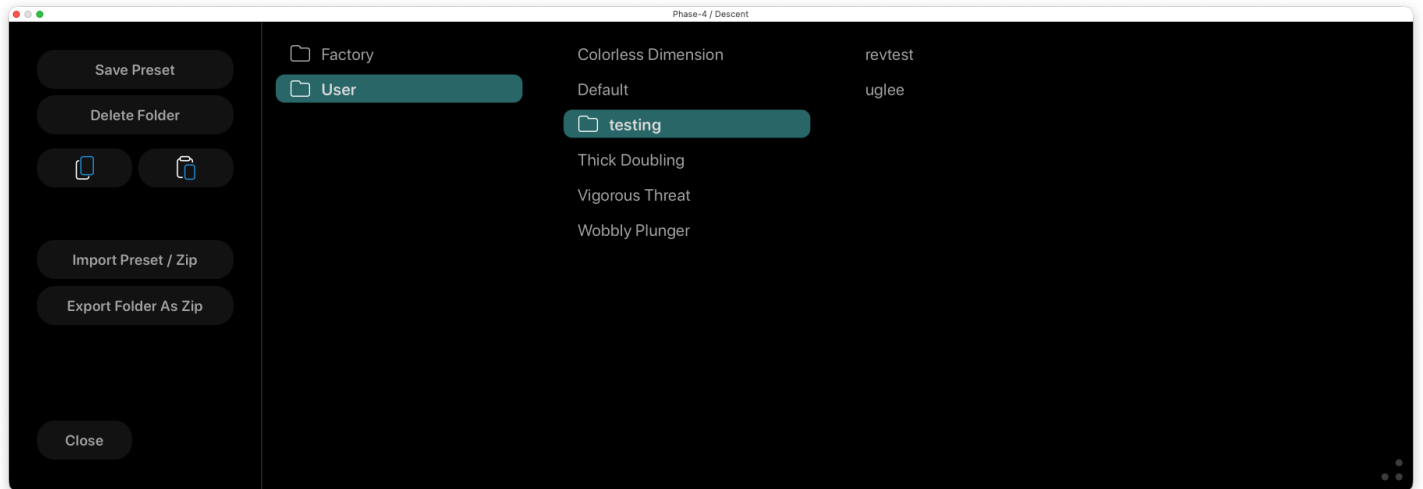 Phase-4 / Descent
Save Preset
Delete Folder
Import Preset / Zip
Export Folder As Zip
Close
Factory
User
Colorless Dimension
Default
testing
Thick Doubling
Vigorous Threat
Wobbly Plunger
revtest
uglee